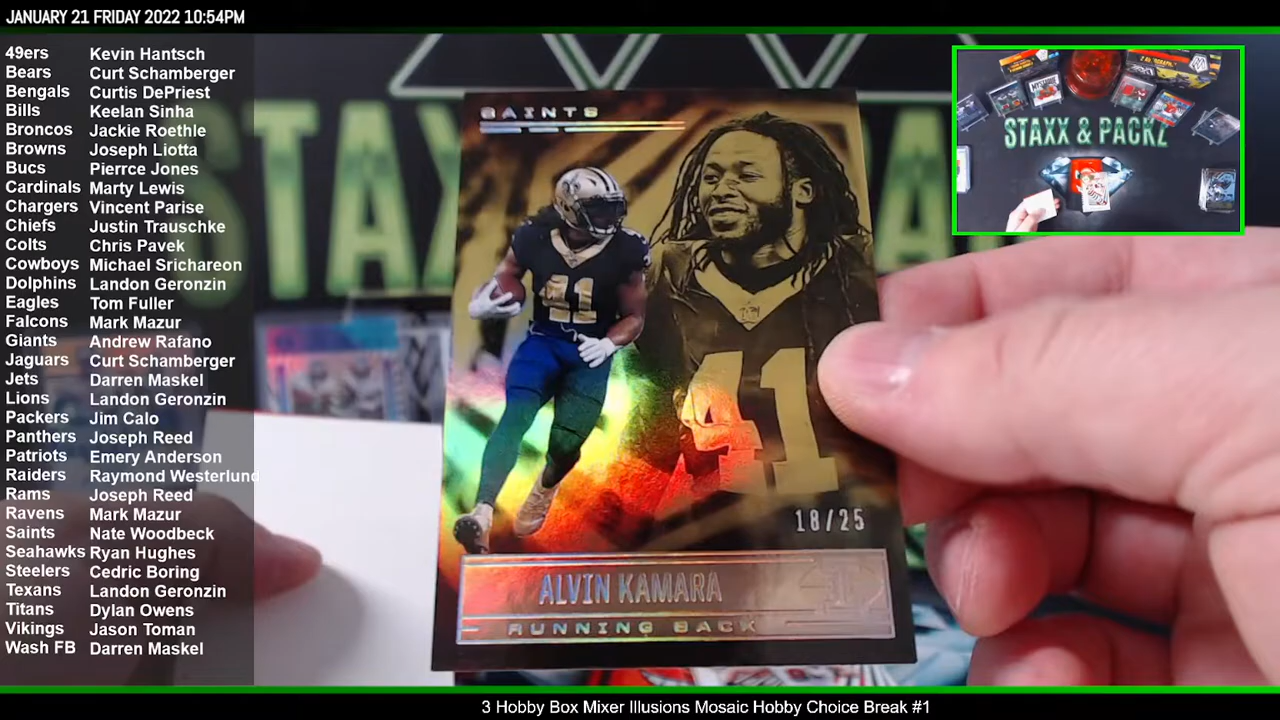 JANUARY 21 FRIDAY 2022 10:54PM
49ers Kevin Hantsch
Bears Curt Schamberger
Bengals Curtis DePriest
Bills Keelan Sinha
Broncos Jackie Roethle
Browns Joseph Liotta
Bucs Pierrce Jones
Cardinals Marty Lewis
Chargers Vincent Parise
Chiefs Justin Trauschke
Colts Chris Pavek
Cowboys Michael Srichareon
Dolphins Landon Geronzin
Eagles Tom Fuller
Falcons Mark Mazur
Giants Andrew Rafano
Jaguars Curt Schamberger
Jets Darren Maskel
Lions Landon Geronzin
Packers Jim Calo
Panthers Joseph Reed
Patriots Emery Anderson
Raiders Raymond Westerlund
Rams Joseph Reed
Ravens Mark Mazur
Saints Nate Woodbeck
Seahawks Ryan Hughes
Steelers Cedric Boring
Texans Landon Geronzin
Titans Dylan Owens
Vikings Jason Toman
Wash FB Darren Maskel
STAX
SAINTS
41
41
18/25
ALVIN KAMARA
RUNNING BACK
MYSTIQUE
STAXX & PACKZ
3 Hobby Box Mixer Illusions Mosaic Hobby Choice Break #1